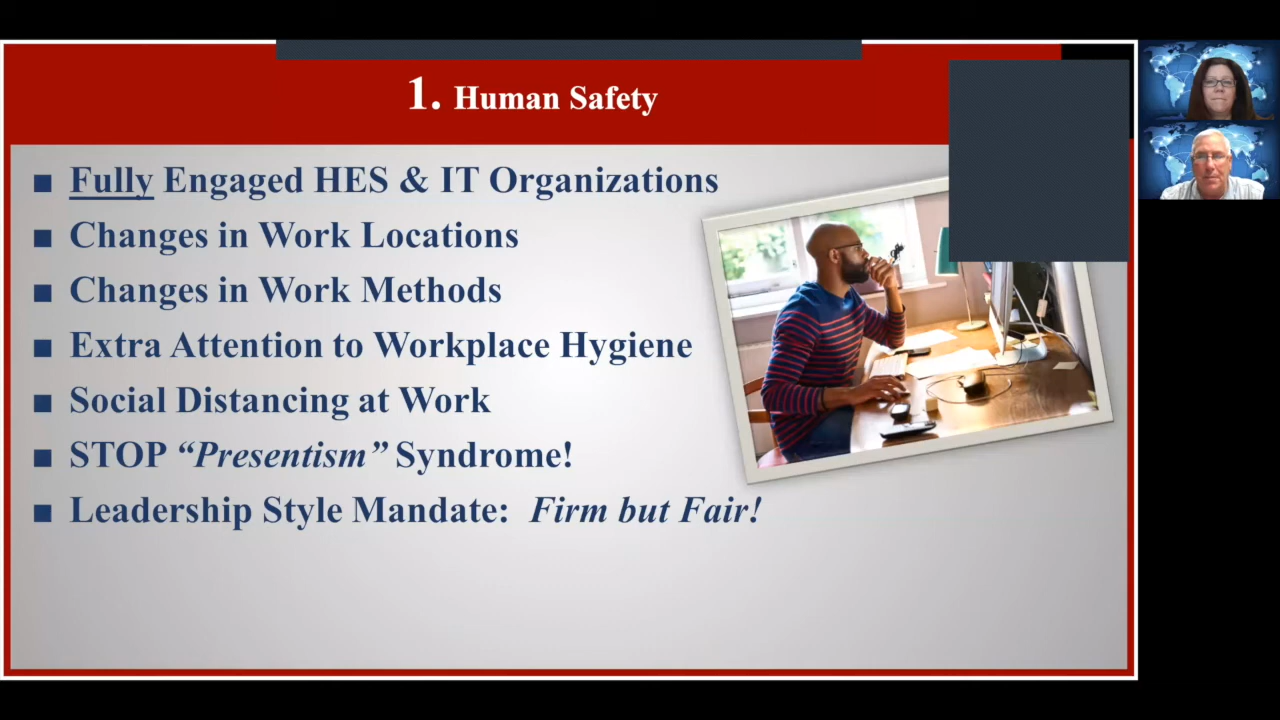 1. Human Safety
Fully Engaged HES & IT Organizations
Changes in Work Locations
Changes in Work Methods
Extra Attention to Workplace Hygiene
Social Distancing at Work
STOP “Presentism” Syndrome!
Leadership Style Mandate: Firm but Fair!